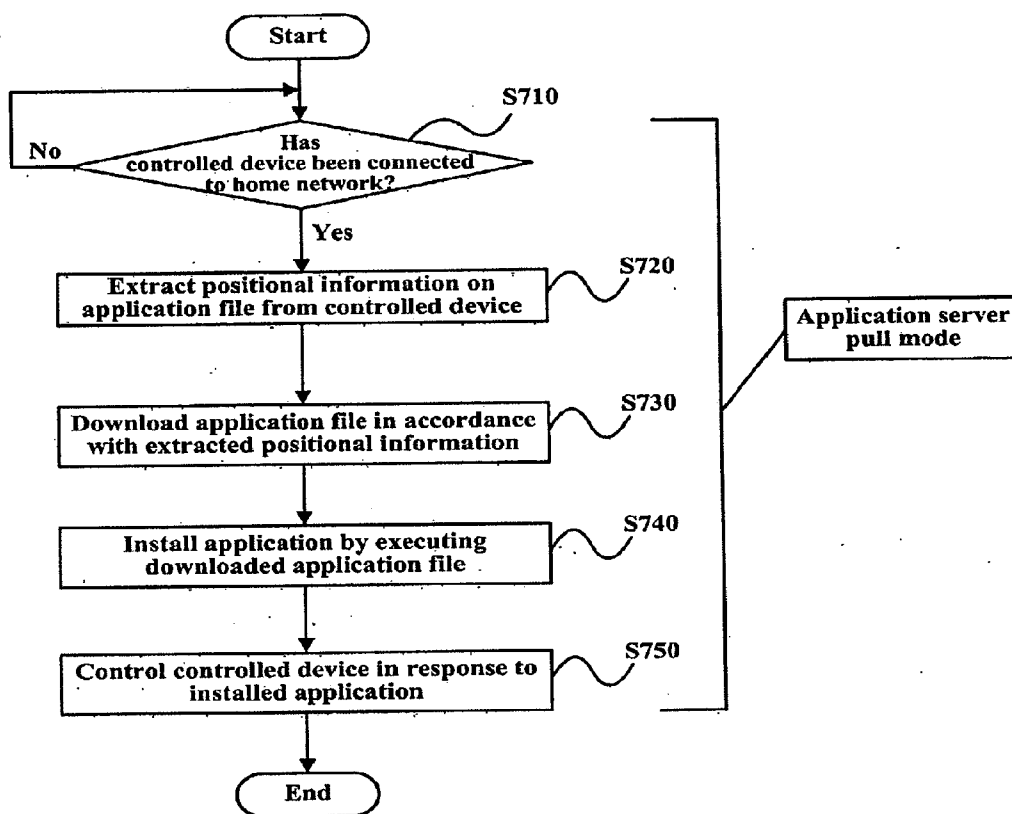 Start
S710
Has
controlled device been connected
to home network?
No
Yes
S720
Extract positional information on
application file from controlled device
Application server
pull mode
S730
Download application file in accordance
with extracted positional information
S740
Install application by executing
downloaded application file
S750
Control controlled device in response to
installed application
End